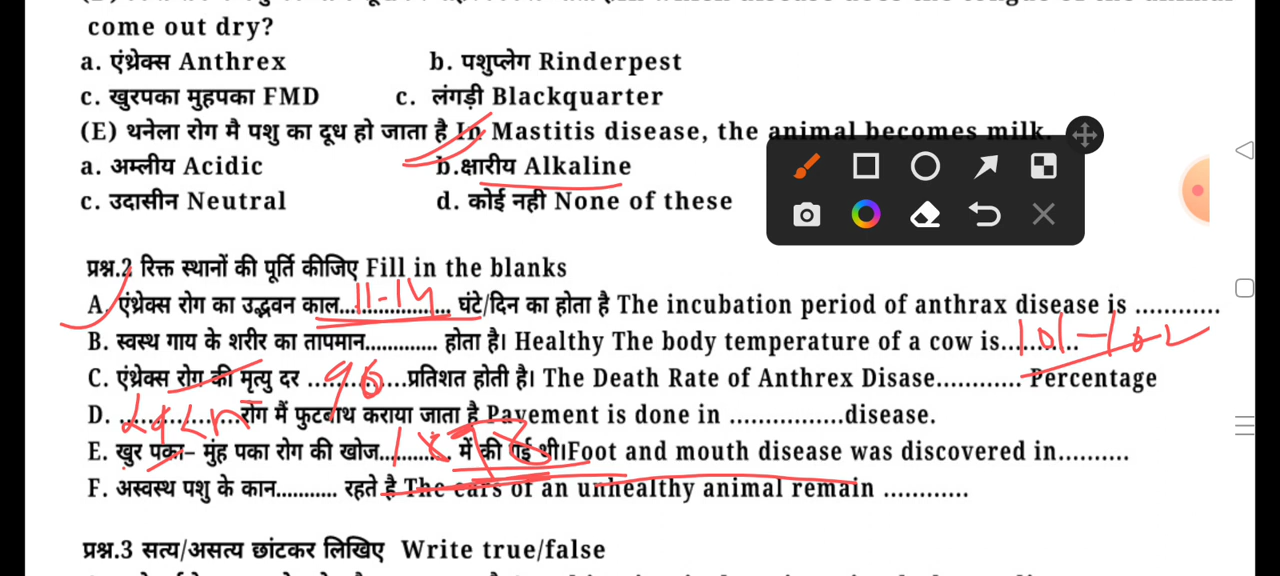 come out dry?
a. एंथ्रेक्स Anthrex b. पशुप्लेग Rinderpest
c. खुरपका मुहपका FMD c. लंगड़ी Blackquarter
(E) थनेला रोग मै पशु का दूध हो जाता है In Mastitis disease, the animal becomes milk.
a. अम्लीय Acidic b.क्षारीय Alkaline
c. उदासीन Neutral d. कोई नही None of these
प्रश्न.2 रिक्त स्थानों की पूर्ति कीजिए Fill in the blanks
A. एंथ्रेक्स रोग का उद्भवन काल.. 11-14 .. घंटे/दिन का होता है The incubation period of anthrax disease is ............
B. स्वस्थ गाय के शरीर का तापमान............. होता है। Healthy The body temperature of a cow is... 101-102
C. एंथ्रेक्स रोग की मृत्यु दर ... 90 ...प्रतिशत होती है। The Death Rate of Anthrex Disase............ Percentage
D. ................रोग मैं फुटबाथ कराया जाता है Pavement is done in ................disease.
E. खुर पका– मुंह पका रोग की खोज............ में की गई थी।Foot and mouth disease was discovered in..........
F. अस्वस्थ पशु के कान........... रहते है The ears of an unhealthy animal remain ............
प्रश्न.3 सत्य/असत्य छांटकर लिखिए Write true/false